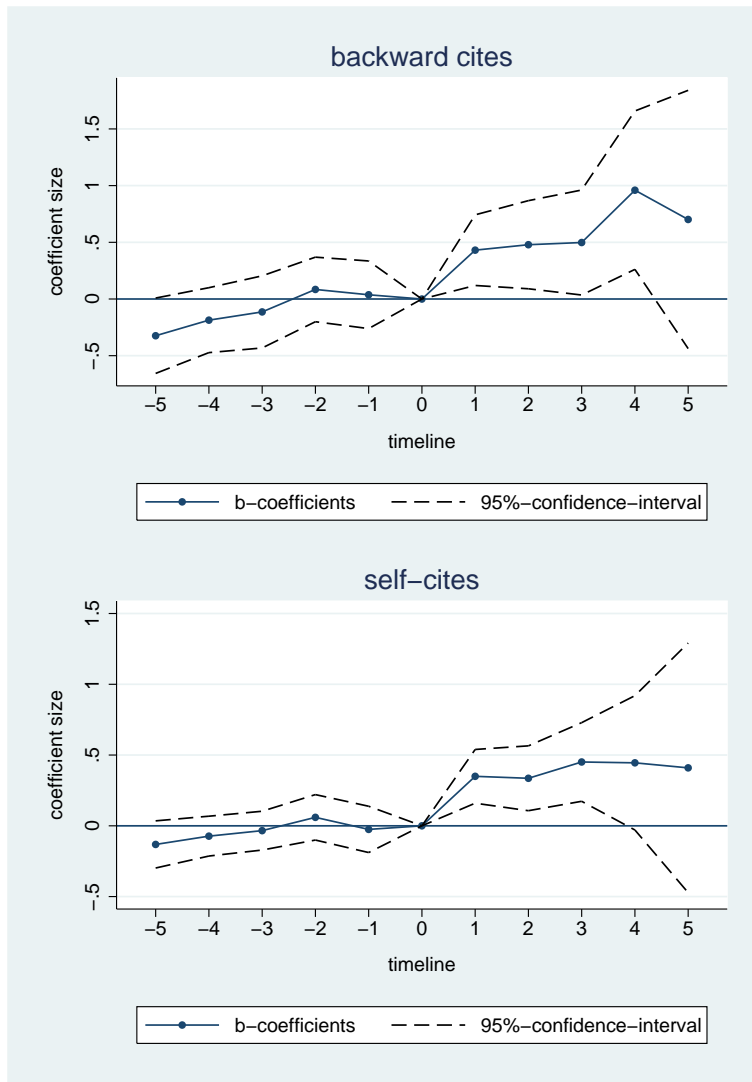 backward cites
coefficient size
1.5
1
.5
0
−.5
−5 −4 −3 −2 −1 0 1 2 3 4 5
timeline
b−coefficients 95%−confidence−interval
self−cites
coefficient size
1.5
1
.5
0
−.5
−5 −4 −3 −2 −1 0 1 2 3 4 5
timeline
b−coefficients 95%−confidence−interval